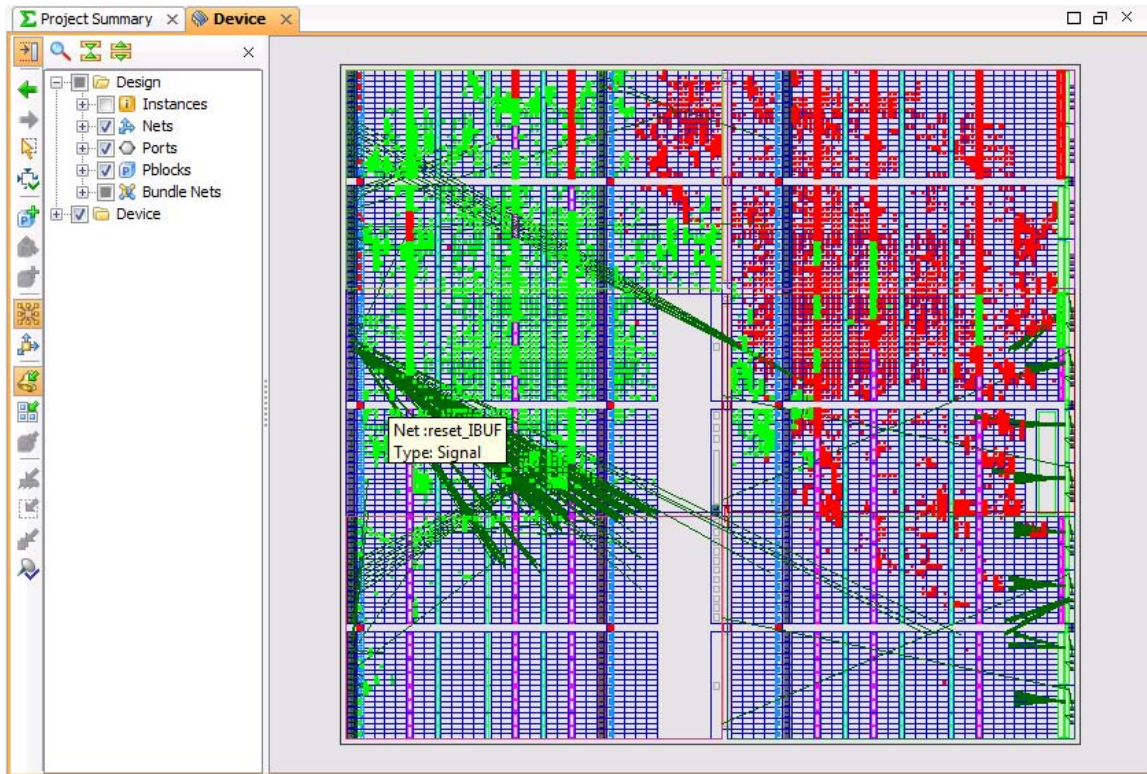 Project Summary
Device
Design
Instances
Nets
Ports
Pblocks
Bundle Nets
Device
Net :reset_IBUF
Type: Signal